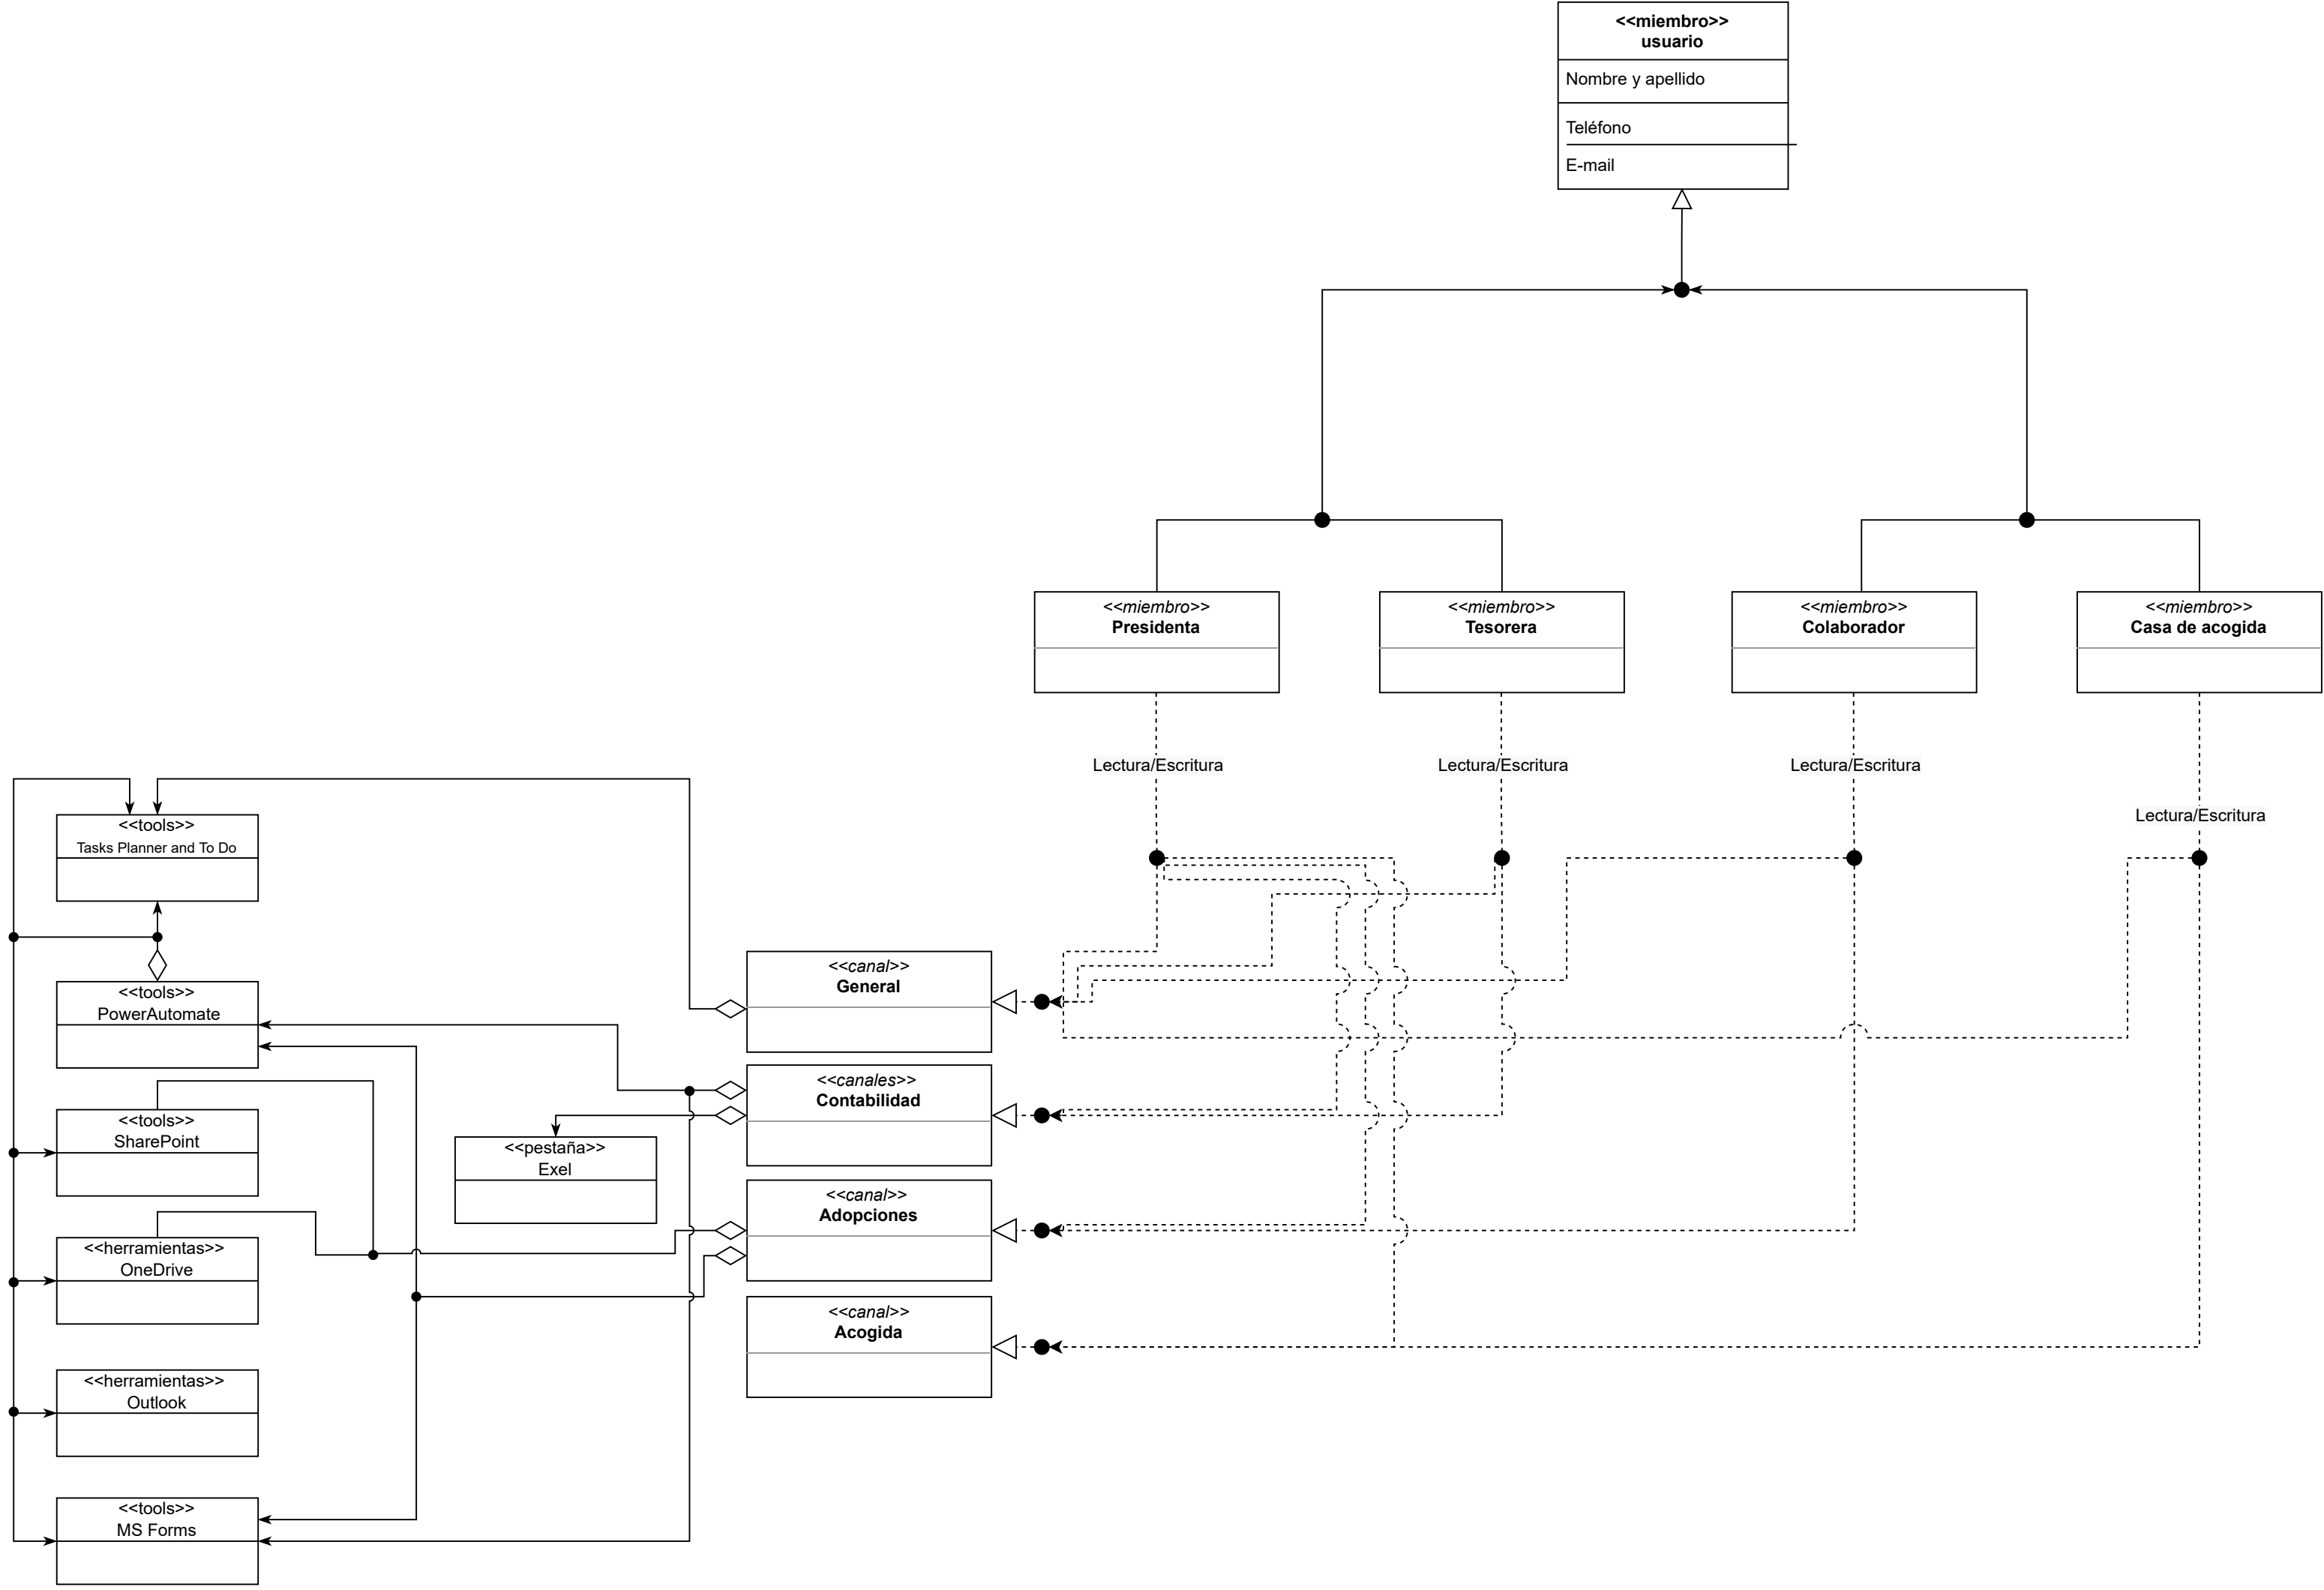 <<miembro>>
usuario
Nombre y apellido
Teléfono
E-mail
<<miembro>>
Presidenta
<<miembro>>
Tesorera
<<miembro>>
Colaborador
<<miembro>>
Casa de acogida
Lectura/Escritura
Lectura/Escritura
Lectura/Escritura
Lectura/Escritura
<<tools>>
Tasks Planner and To Do
<<tools>>
PowerAutomate
<<tools>>
SharePoint
<<herramientas>>
OneDrive
<<herramientas>>
Outlook
<<tools>>
MS Forms
<<pestaña>>
Exel
<<canal>>
General
<<canales>>
Contabilidad
<<canal>>
Adopciones
<<canal>>
Acogida